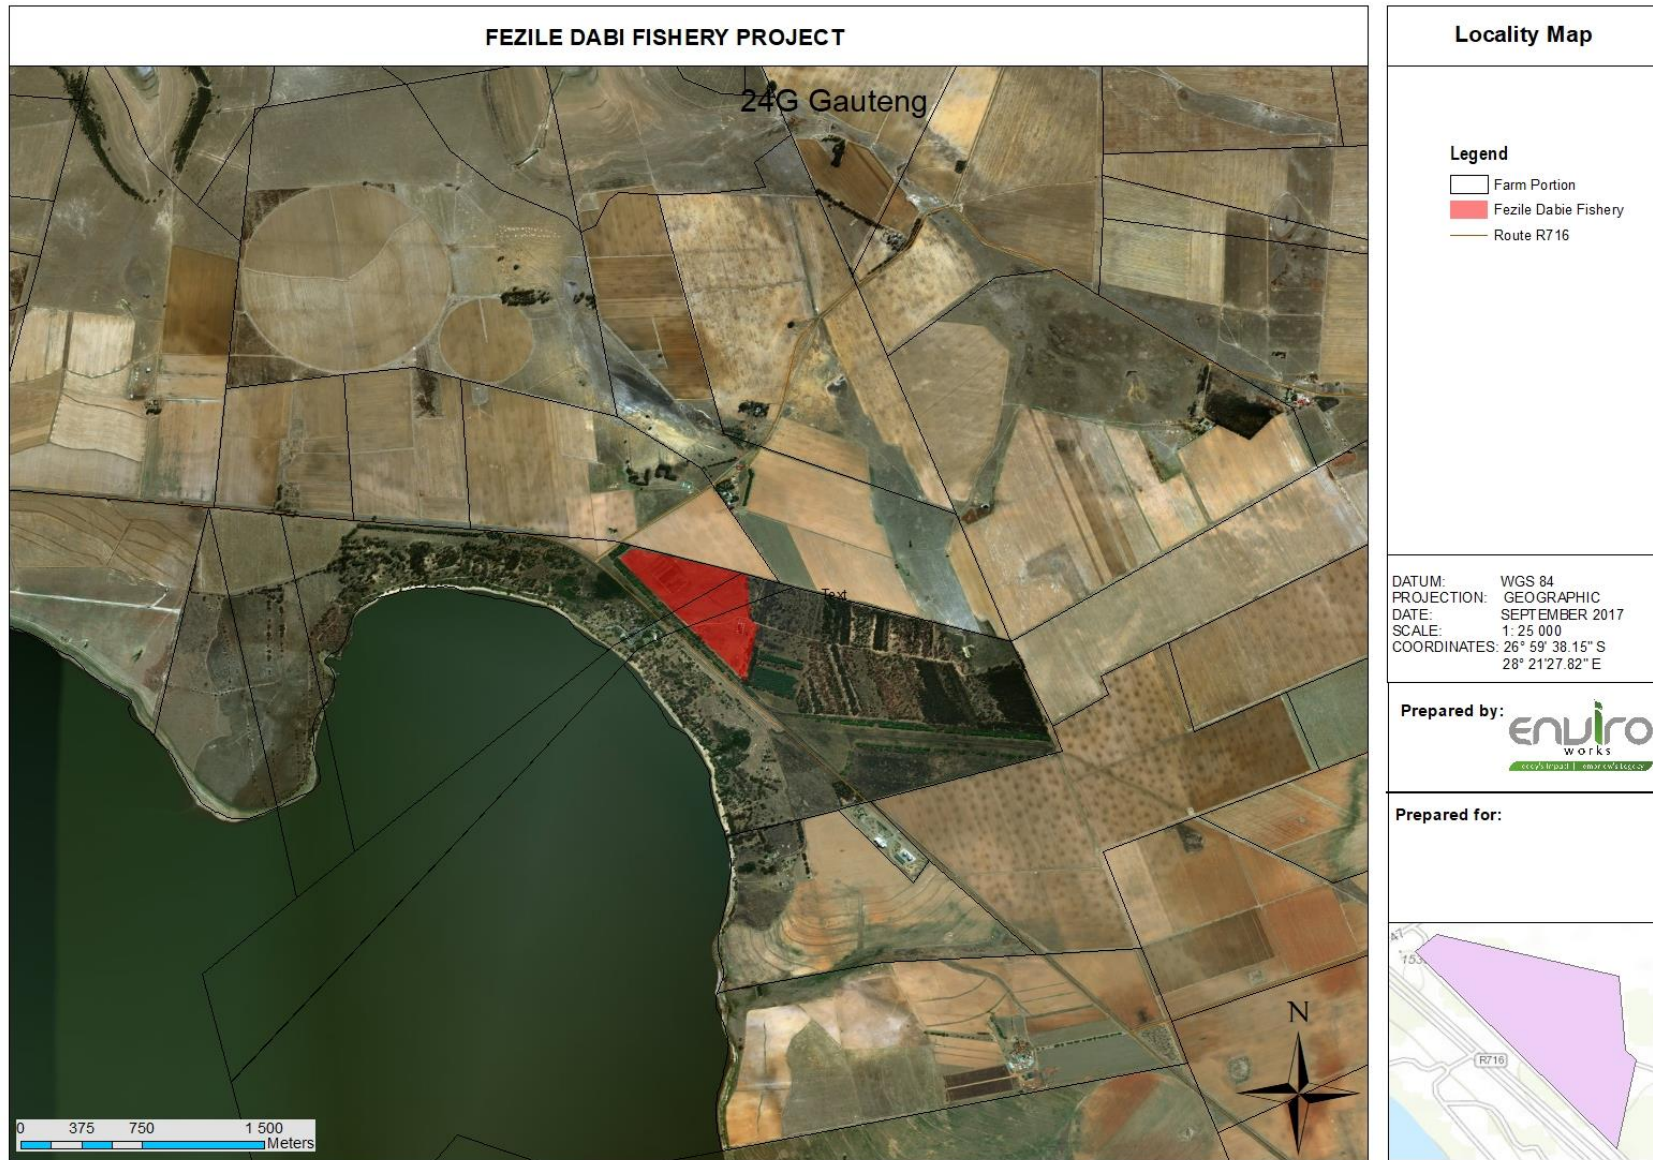 FEZILE DABI FISHERY PROJECT
Locality Map
24G Gauteng
Legend
Farm Portion
Fezile Dabie Fishery
Route R716
Text
DATUM: WGS 84
PROJECTION: GEOGRAPHIC
DATE: SEPTEMBER 2017
SCALE: 1: 25 000
COORDINATES: 26° 59' 38.15" S
28° 21'27.82" E
Prepared by:
enviro
works
Prepared for:
R716
N
0 375 750 1 500
Meters